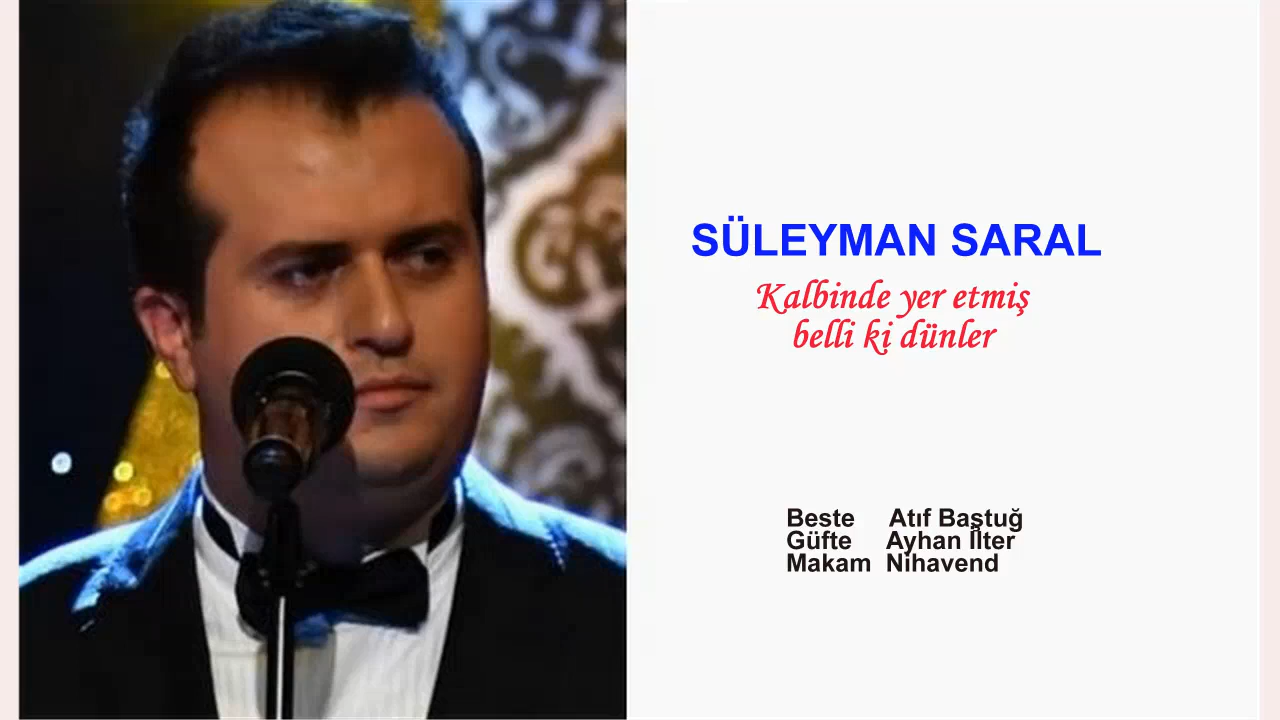 SÜLEYMAN SARAL
Kalbinde yer etmiş
belli ki dünler
Beste Atıf Baştuğ
Güfte Ayhan İlter
Makam Nihavend